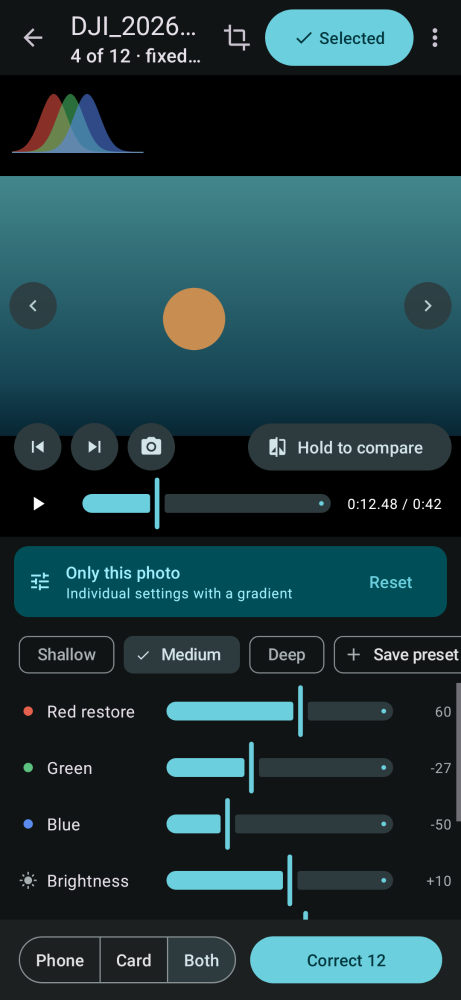 DJI_2026...
4 of 12 · fixed...
Selected
Hold to compare
0:12.48 / 0:42
Only this photo
Individual settings with a gradient
Reset
Shallow
Medium
Deep
Save preset
Red restore
60
Green
-27
Blue
-50
Brightness
+10
Phone
Card
Both
Correct 12